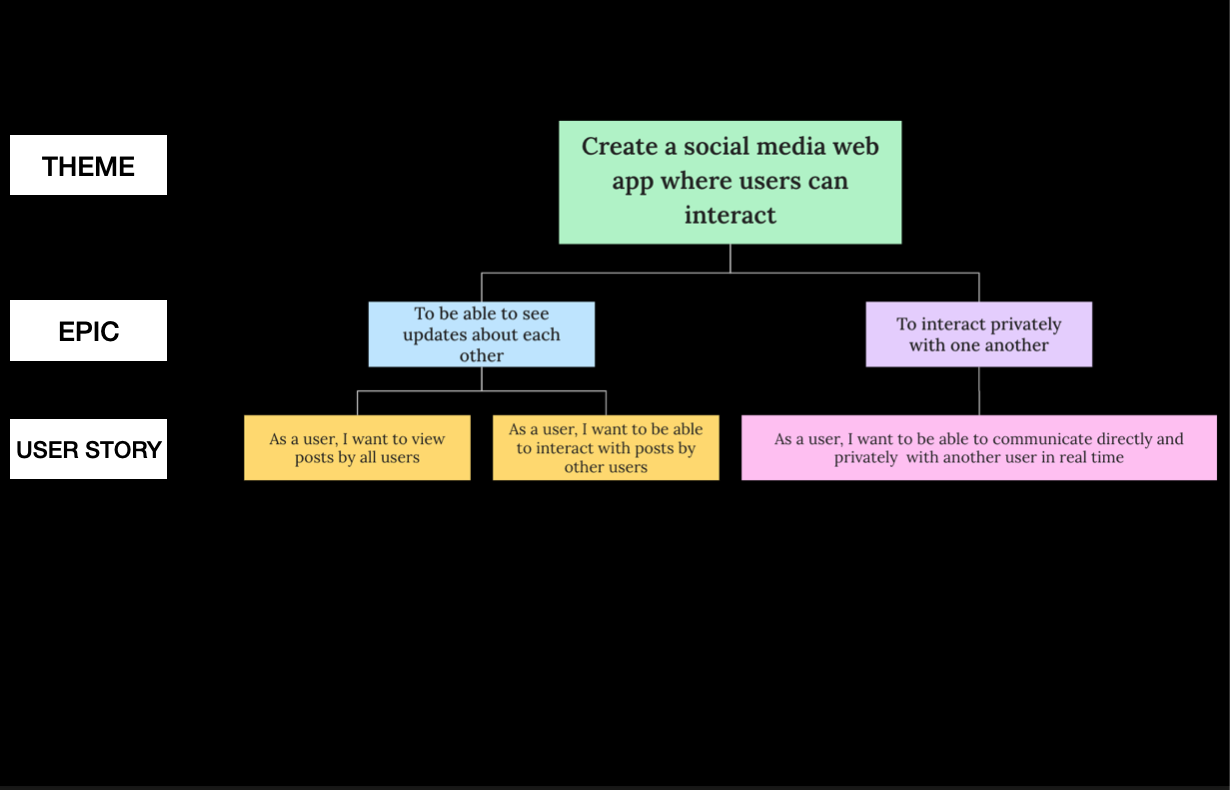 THEME
Create a social media web
app where users can
interact
EPIC
To be able to see
updates about each
other
To interact privately
with one another
USER STORY
As a user, I want to view
posts by all users
As a user, I want to be able
to interact with posts by
other users
As a user, I want to be able to communicate directly and
privately  with another user in real time